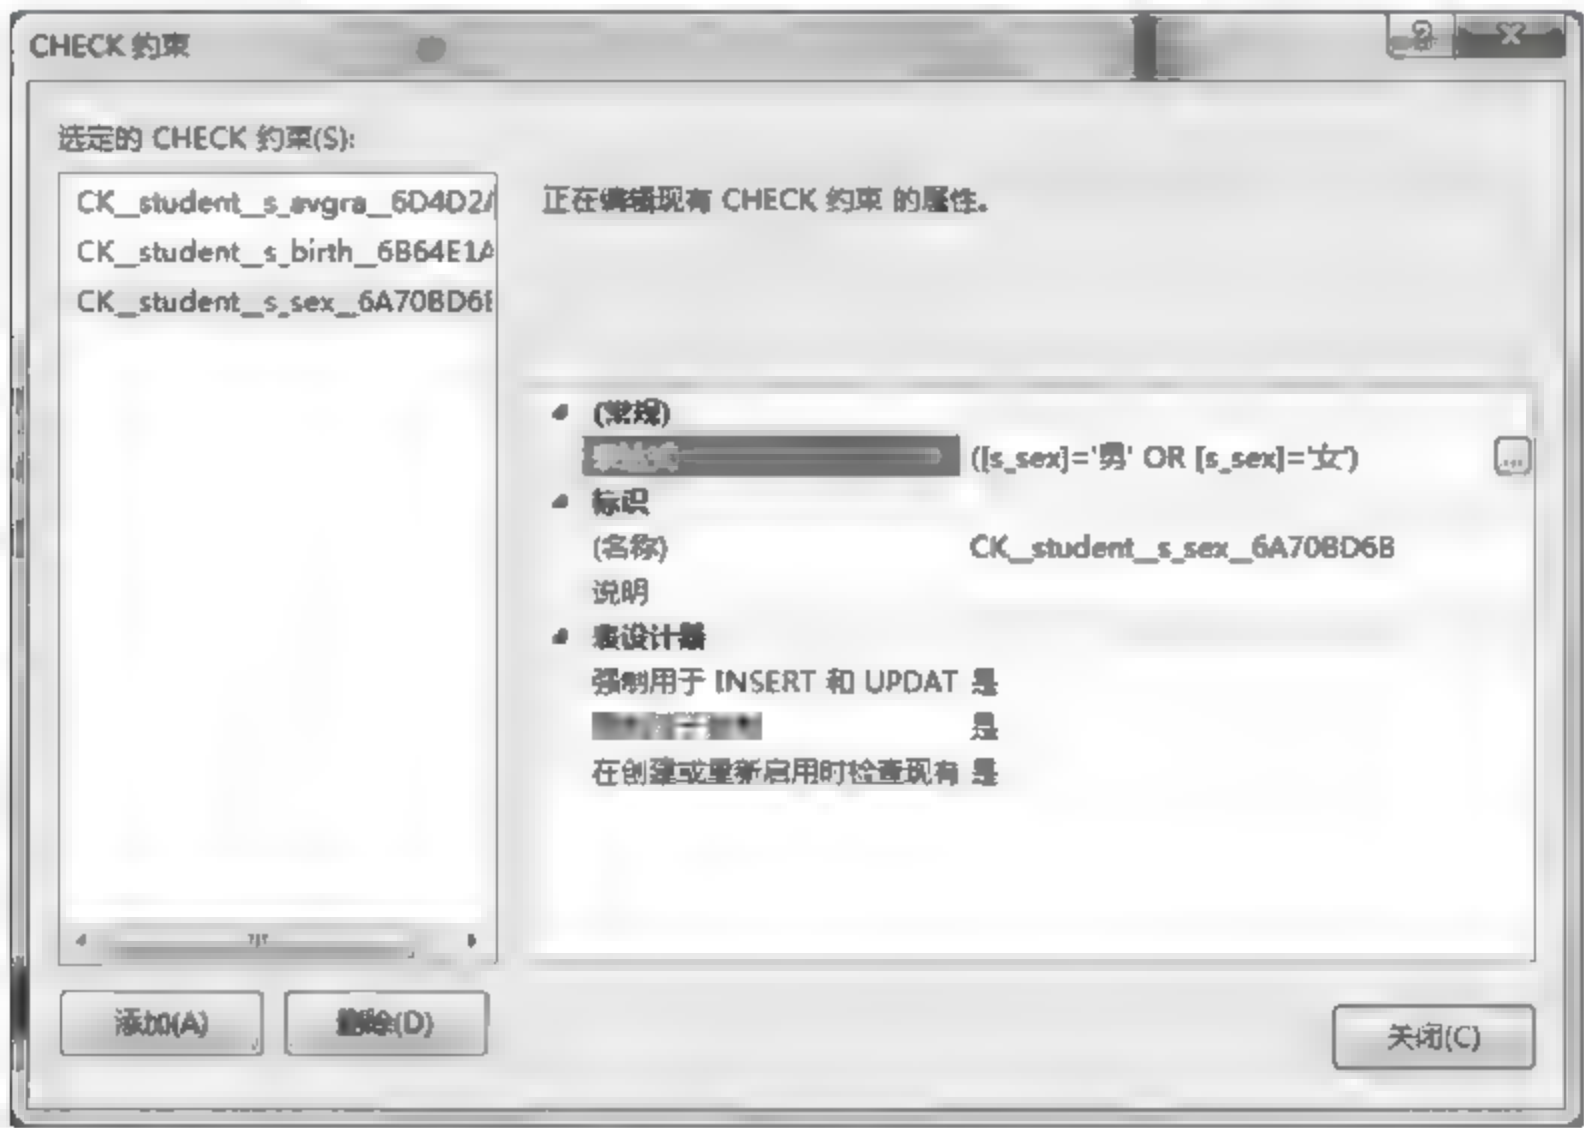 CHECK 约束
选定的 CHECK 约束(S):
CK__student__s_avgra__6D4D2A
CK__student__s_birth__6B64E1A
CK__student__s_sex__6A70BD6B
正在编辑现有 CHECK 约束 的属性。
(常规)
([s_sex]='男' OR [s_sex]='女')
标识
(名称) CK__student__s_sex__6A70BD6B
说明
表设计器
强制用于 INSERT 和 UPDAT 是
是
在创建或重新启用时检查现有 是
添加(A) 删除(D)
关闭(C)